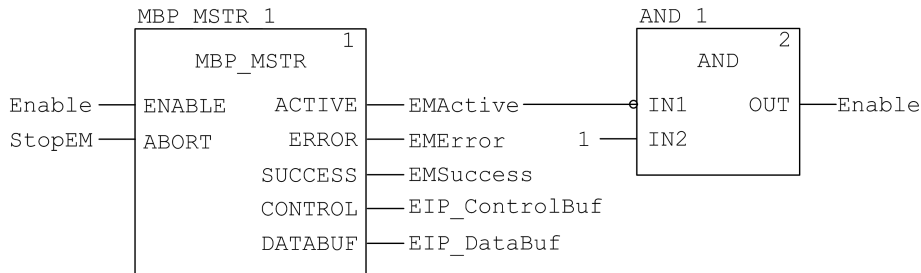 MBP_MSTR_1 AND_1
1 2
MBP_MSTR AND
Enable ENABLE ACTIVE EMActive IN1 OUT Enable
StopEM ABORT ERROR EMError 1 IN2
SUCCESS EMSuccess
CONTROL EIP_ControlBuf
DATABUF EIP_DataBuf